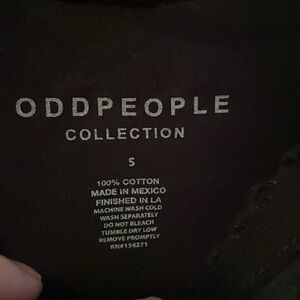 ODDPEOPLE
COLLECTION
S
100% COTTON
MADE IN MEXICO
FINISHED IN LA
MACHINE WASH COLD
WASH SEPARATELY
DO NOT BLEACH
TUMBLE DRY LOW
REMOVE PROMPTLY
RN#154271